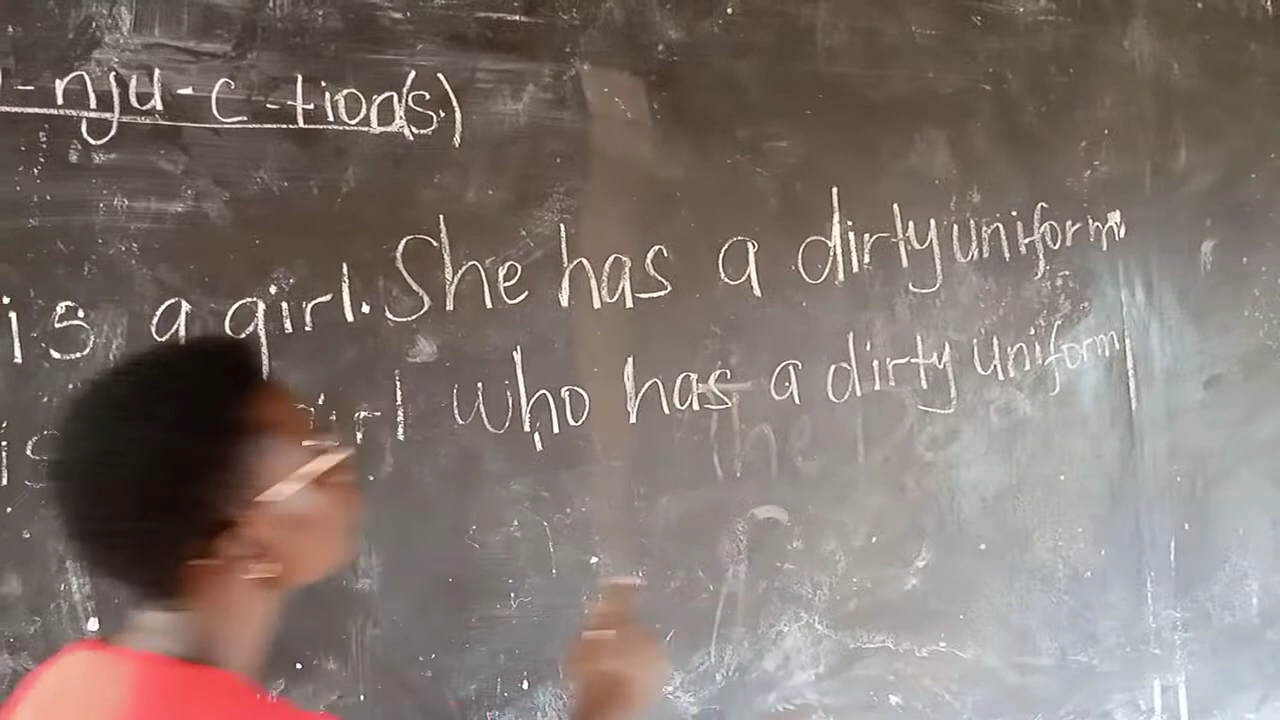 -nju-c-tion(s.)
is a girl. She has a dirty uniform.
is girl who has a dirty uniform